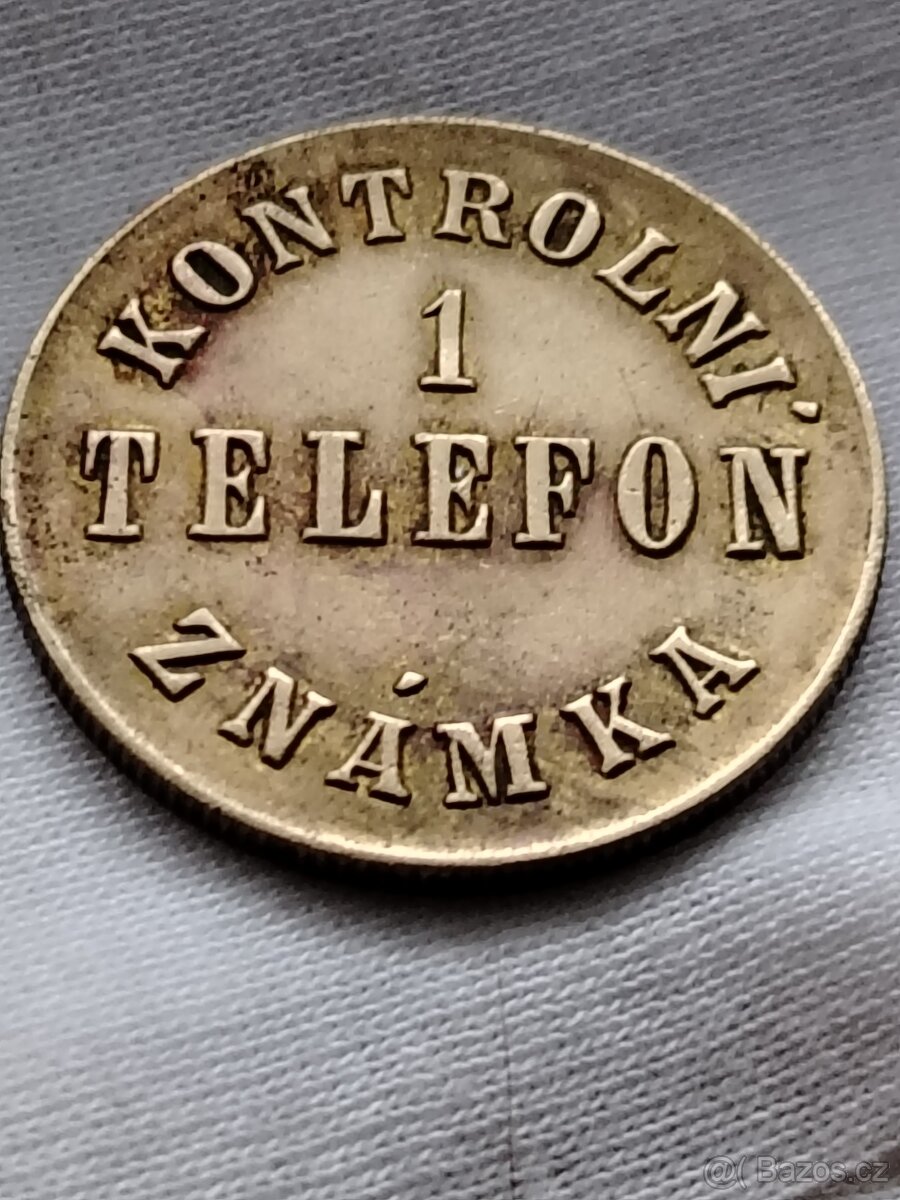 KONTROLNÍ
1
TELEFON
ZNÁMKA
@( Bazos.cz